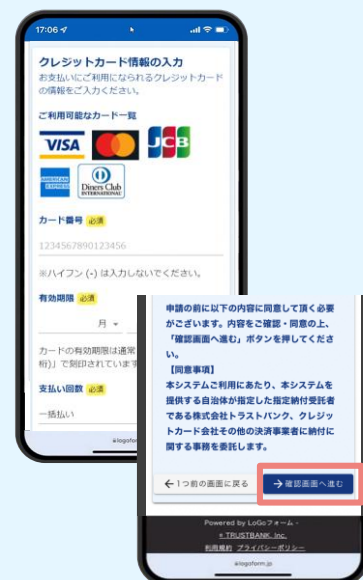 17:06
クレジットカード情報の入力
お支払いにご利用になられるクレジットカード
の情報をご入力ください。
ご利用可能なカード一覧
VISA
JCB
AMERICAN
EXPRESS
Diners Club
INTERNATIONAL
カード番号 必須
1234567890123456
※ハイフン (-) は入力しないでください。
有効期限 必須
月
カードの有効期限は通常
桁)」で刻印されています
支払い回数 必須
一括払い
申請の前に以下の内容に同意して頂く必要
がございます。内容をご確認・同意の上、
「確認画面へ進む」ボタンを押してくださ
い。
【同意事項】
本システムご利用にあたり、本システムを
提供する自治体が指定した指定納付受託者
である株式会社トラストバンク、クレジッ
トカード会社その他の決済事業者に納付に
関する事務を委託します。
←1つ前の画面に戻る
→確認画面へ進む
Powered by LoGoフォーム -
TRUSTBANK, Inc.
利用規約 プライバシーポリシー
logoform.jp